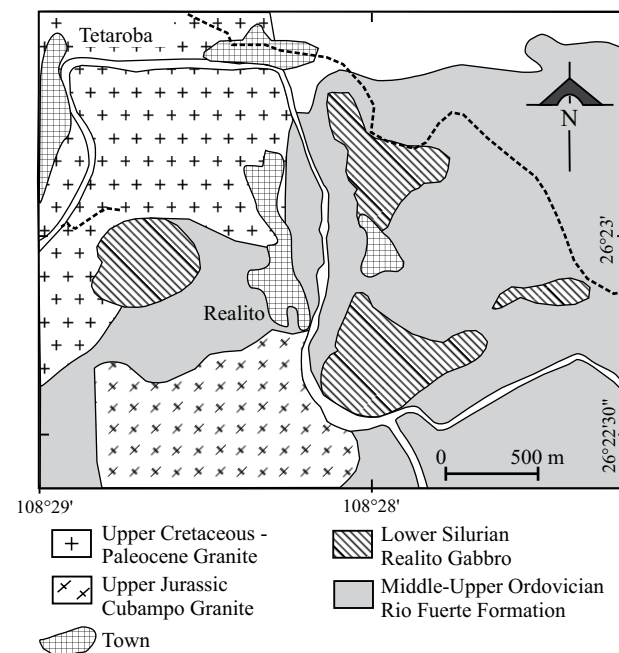 Tetaroba
N
26°23'
Realito
26°22'30"
0 500 m
108°29'
108°28'
Upper Cretaceous -
Paleocene Granite
Upper Jurassic
Cubampo Granite
Town
Lower Silurian
Realito Gabbro
Middle-Upper Ordovician
Rio Fuerte Formation